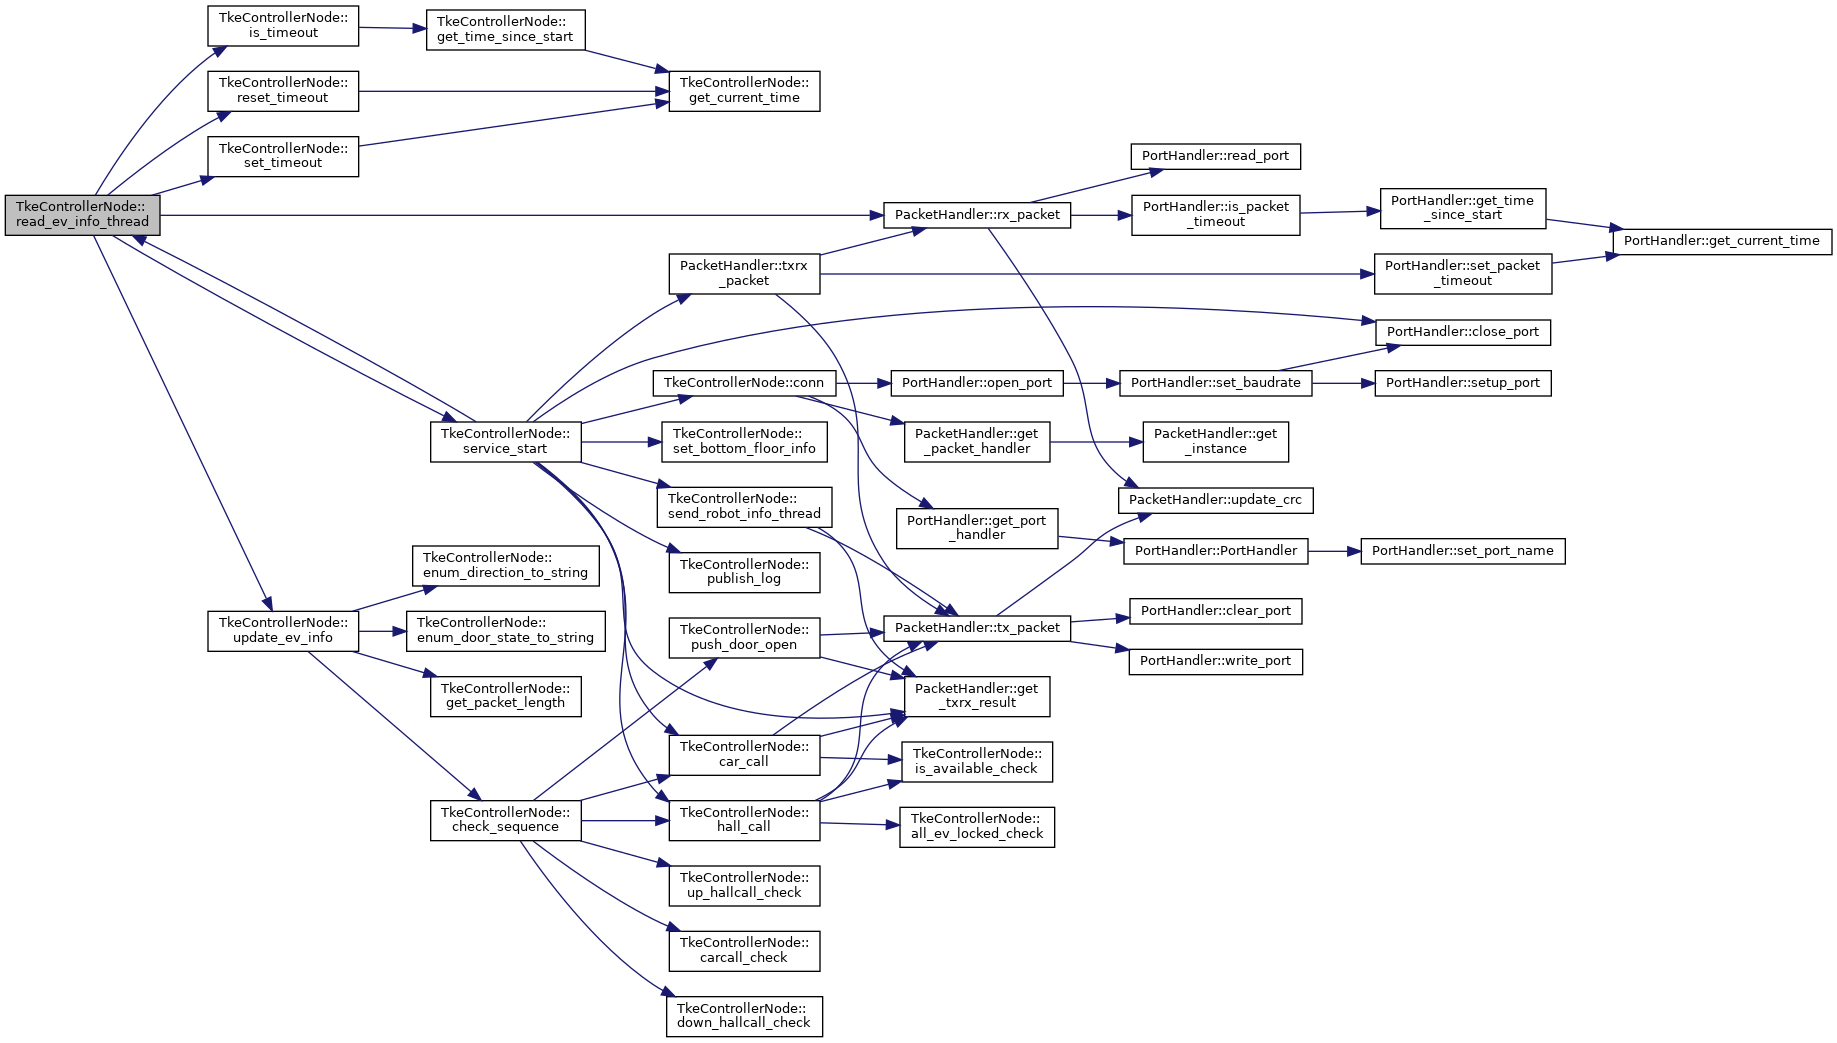 TkeControllerNode::
read_ev_info_thread
TkeControllerNode::
is_timeout
TkeControllerNode::
get_time_since_start
TkeControllerNode::
reset_timeout
TkeControllerNode::
get_current_time
TkeControllerNode::
set_timeout
PacketHandler::rx_packet
PortHandler::read_port
PortHandler::is_packet
_timeout
PortHandler::get_time
_since_start
PortHandler::get_current_time
PacketHandler::txrx
_packet
PortHandler::set_packet
_timeout
PortHandler::close_port
TkeControllerNode::conn
PortHandler::open_port
PortHandler::set_baudrate
PortHandler::setup_port
TkeControllerNode::
service_start
TkeControllerNode::
set_bottom_floor_info
PacketHandler::get
_packet_handler
PacketHandler::get
_instance
TkeControllerNode::
send_robot_info_thread
PacketHandler::update_crc
PortHandler::get_port
_handler
PortHandler::PortHandler
PortHandler::set_port_name
TkeControllerNode::
publish_log
TkeControllerNode::
enum_direction_to_string
TkeControllerNode::
update_ev_info
TkeControllerNode::
enum_door_state_to_string
TkeControllerNode::
push_door_open
PacketHandler::tx_packet
PortHandler::clear_port
PortHandler::write_port
TkeControllerNode::
get_packet_length
PacketHandler::get
_txrx_result
TkeControllerNode::
car_call
TkeControllerNode::
is_available_check
TkeControllerNode::
check_sequence
TkeControllerNode::
hall_call
TkeControllerNode::
all_ev_locked_check
TkeControllerNode::
up_hallcall_check
TkeControllerNode::
carcall_check
TkeControllerNode::
down_hallcall_check